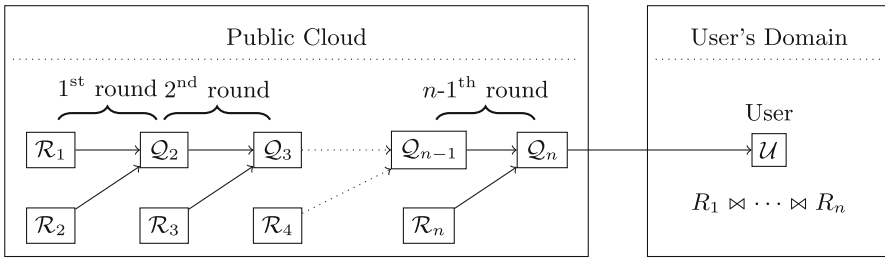 Public Cloud
User's Domain
1st round
2nd round
n-1th round
R1
Q2
Q3
Qn−1
Qn
User
U
R2
R3
R4
Rn
R1 ⋈ ⋯ ⋈ Rn